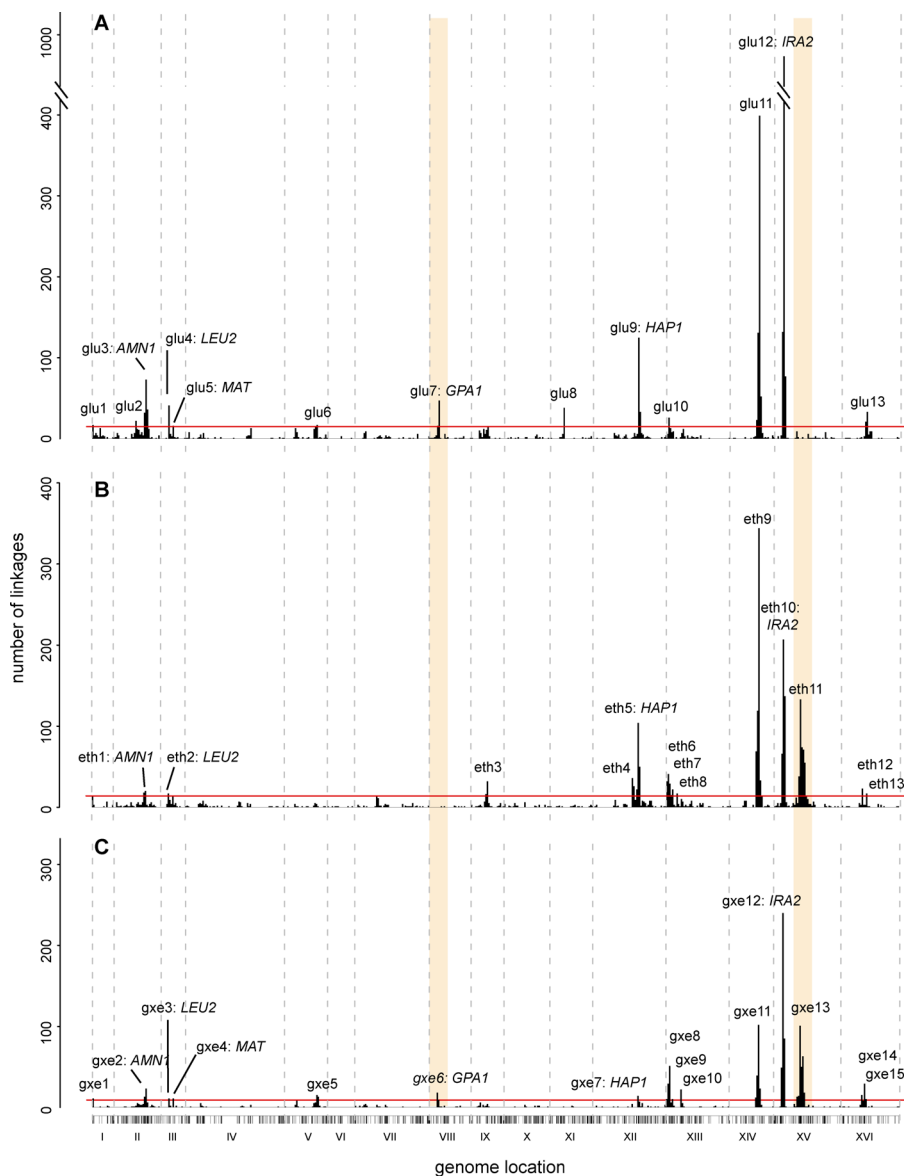 A
1000
glu12: IRA2
glu11
400
300
200
glu9: HAP1
glu4: LEU2
glu3: AMN1
100
glu5: MAT
glu7: GPA1
glu8
glu1
glu2
glu6
glu10
glu13
0
B
400
eth9
300
eth10:
IRA2
200
eth11
eth5: HAP1
100
eth6
eth1: AMN1
eth2: LEU2
eth3
eth4
eth7
eth8
eth12
eth13
0
number of linkages
C
300
gxe12: IRA2
200
gxe3: LEU2
gxe11
gxe13
100
gxe4: MAT
gxe8
gxe2: AMN1
gxe9
gxe14
gxe1
gxe5
gxe6: GPA1
gxe7: HAP1
gxe10
gxe15
0
I II III IV V VI VII VIII IX X XI XII XIII XIV XV XVI
genome location